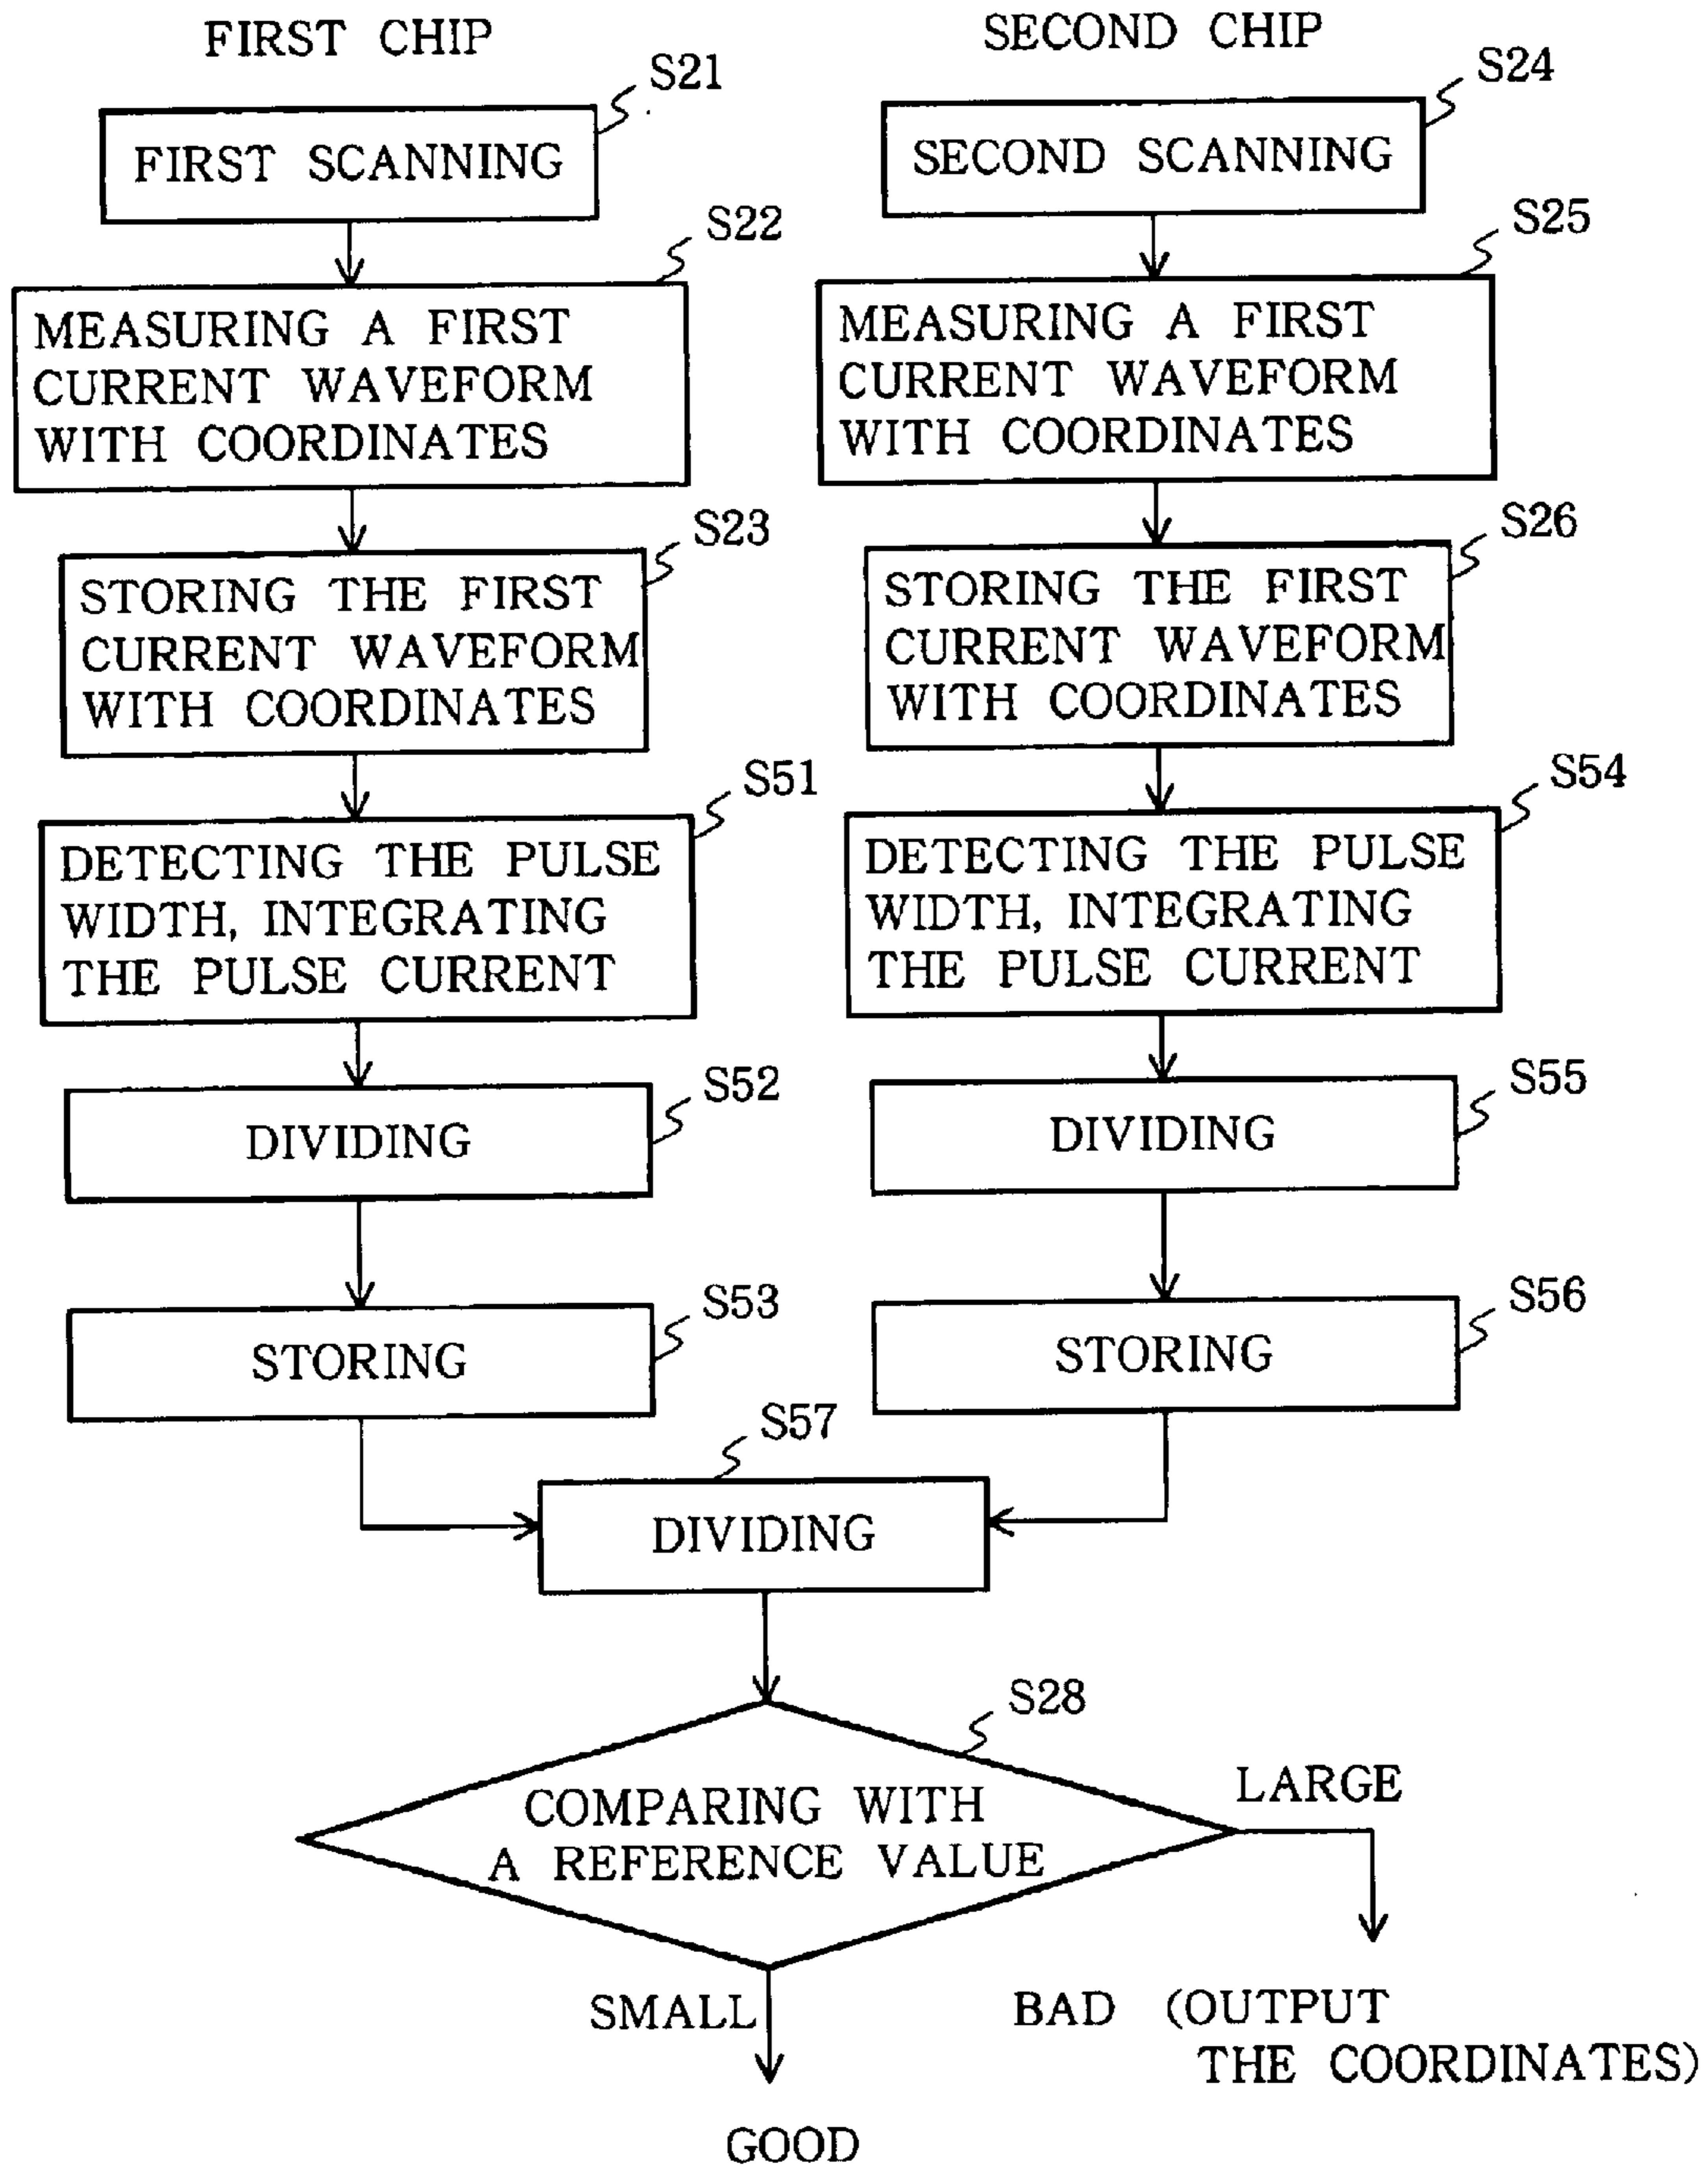 FIRST CHIP
S21
FIRST SCANNING
S22
MEASURING A FIRST
CURRENT WAVEFORM
WITH COORDINATES
S23
STORING THE FIRST
CURRENT WAVEFORM
WITH COORDINATES
S51
DETECTING THE PULSE
WIDTH, INTEGRATING
THE PULSE CURRENT
S52
DIVIDING
S53
STORING
SECOND CHIP
S24
SECOND SCANNING
S25
MEASURING A FIRST
CURRENT WAVEFORM
WITH COORDINATES
S26
STORING THE FIRST
CURRENT WAVEFORM
WITH COORDINATES
S54
DETECTING THE PULSE
WIDTH, INTEGRATING
THE PULSE CURRENT
S55
DIVIDING
S56
STORING
S57
DIVIDING
S28
COMPARING WITH
A REFERENCE VALUE
LARGE
BAD (OUTPUT
THE COORDINATES)
SMALL
GOOD